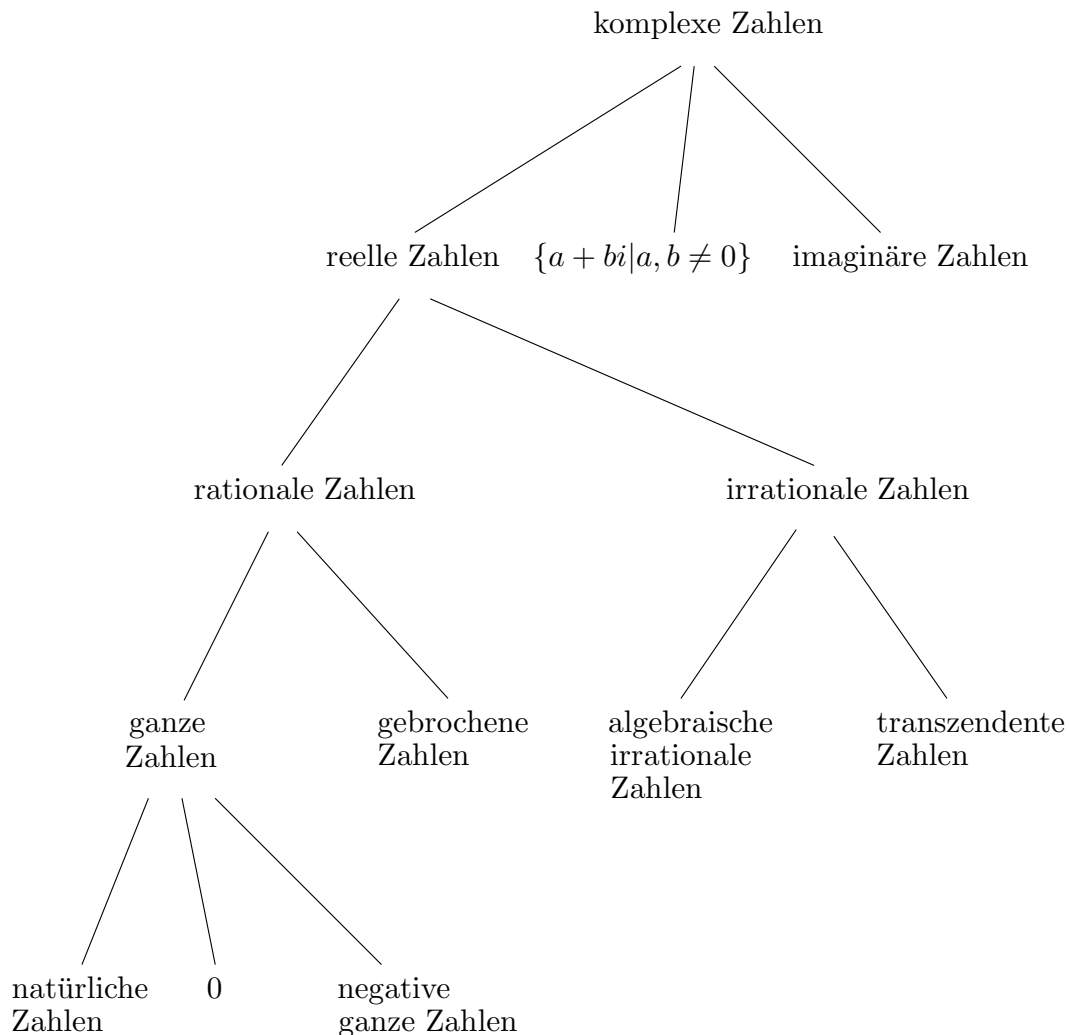 komplexe Zahlen
reelle Zahlen
{a + bi|a, b ≠ 0}
imaginäre Zahlen
rationale Zahlen
irrationale Zahlen
ganze
Zahlen
gebrochene
Zahlen
algebraische
irrationale
Zahlen
transzendente
Zahlen
natürliche
Zahlen
0
negative
ganze Zahlen